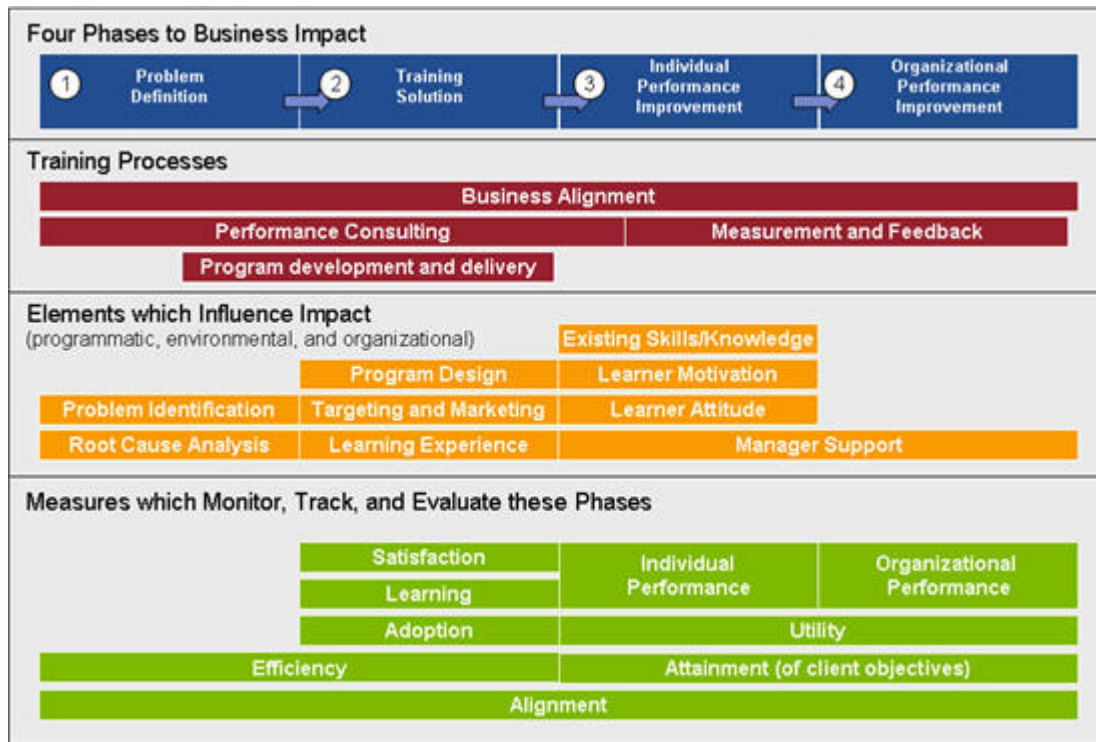 Four Phases to Business Impact
1
Problem
Definition
2
Training
Solution
3
Individual
Performance
Improvement
4
Organizational
Performance
Improvement
Training Processes
Business Alignment
Performance Consulting
Measurement and Feedback
Program development and delivery
Elements which Influence Impact
(programmatic, environmental, and organizational)
Existing Skills/Knowledge
Program Design
Learner Motivation
Problem Identification
Targeting and Marketing
Learner Attitude
Root Cause Analysis
Learning Experience
Manager Support
Measures which Monitor, Track, and Evaluate these Phases
Satisfaction
Individual
Performance
Organizational
Performance
Learning
Adoption
Utility
Efficiency
Attainment (of client objectives)
Alignment